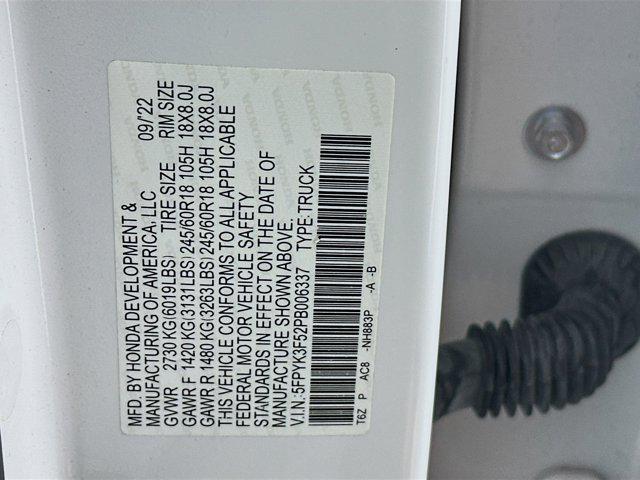 MFD. BY HONDA DEVELOPMENT &
MANUFACTURING OF AMERICA, LLC 09/'22
GVWR 2730 KG(6019LBS) TIRE SIZE RIM SIZE
GAWR F 1420 KG(3131LBS) 245/60R18 105H 18X8.0J
GAWR R 1480 KG(3263LBS) 245/60R18 105H 18X8.0J
THIS VEHICLE CONFORMS TO ALL APPLICABLE
FEDERAL MOTOR VEHICLE SAFETY
STANDARDS IN EFFECT ON THE DATE OF
MANUFACTURE SHOWN ABOVE.
V.I.N.:5FPYK3F52PB006337 TYPE:TRUCK
T6Z P AC8 -NH883P -A -B